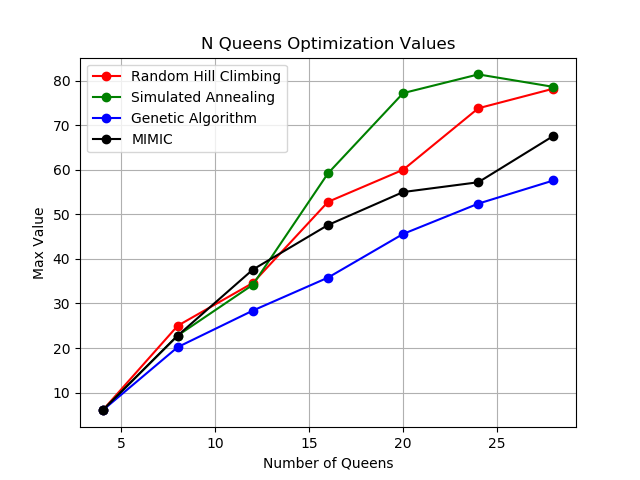 N Queens Optimization Values
Random Hill Climbing
Simulated Annealing
Genetic Algorithm
MIMIC
Max Value
80
70
60
50
40
30
20
10
5
10
15
20
25
Number of Queens